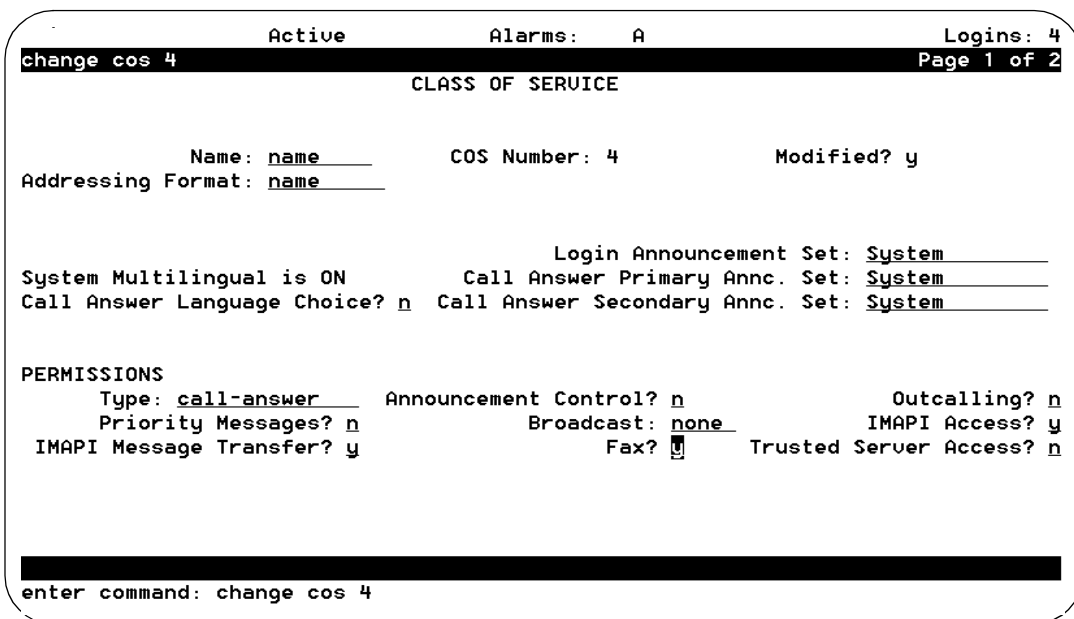 Active Alarms: A Logins: 4
change cos 4 Page 1 of 2
CLASS OF SERVICE
Name: name COS Number: 4 Modified? y
Addressing Format: name
Login Announcement Set: System
System Multilingual is ON Call Answer Primary Annc. Set: System
Call Answer Language Choice? n Call Answer Secondary Annc. Set: System
PERMISSIONS
Type: call-answer Announcement Control? n Outcalling? n
Priority Messages? n Broadcast: none IMAPI Access? y
IMAPI Message Transfer? y Fax? y Trusted Server Access? n
enter command: change cos 4